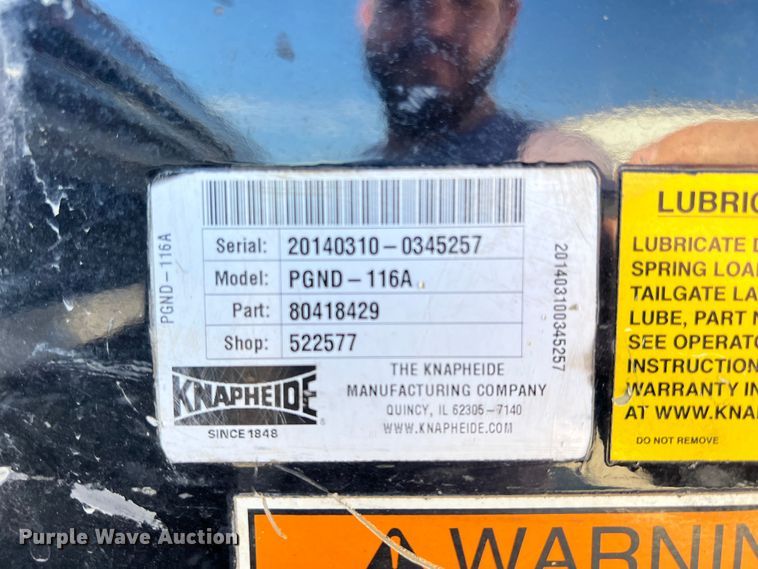 PGND-116A
Serial: 20140310-0345257
Model: PGND-116A
Part: 80418429
Shop: 522577
201403100345257
KNAPHEIDE
SINCE 1848
THE KNAPHEIDE
MANUFACTURING COMPANY
QUINCY, IL 62305-7140
WWW.KNAPHEIDE.COM
LUBRIC
LUBRICATE D
SPRING LOA
TAILGATE LA
LUBE, PART N
SEE OPERATO
INSTRUCTION
WARRANTY IN
AT WWW.KNA
DO NOT REMOVE
WARNIN
Purple Wave Auction